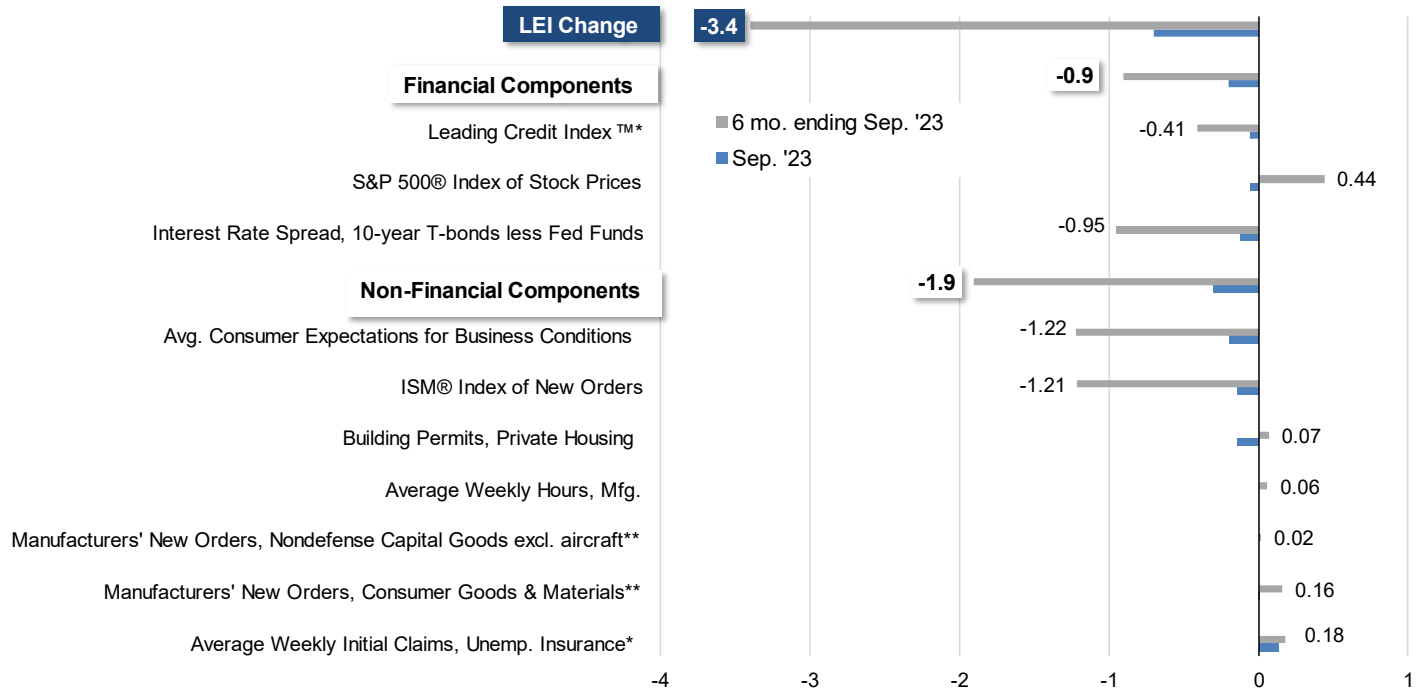 LEI Change -3.4
Financial Components -0.9
6 mo. ending Sep. '23
Leading Credit Index ™* -0.41
Sep. '23
S&P 500® Index of Stock Prices 0.44
Interest Rate Spread, 10-year T-bonds less Fed Funds -0.95
Non-Financial Components -1.9
Avg. Consumer Expectations for Business Conditions -1.22
ISM® Index of New Orders -1.21
Building Permits, Private Housing 0.07
Average Weekly Hours, Mfg. 0.06
Manufacturers' New Orders, Nondefense Capital Goods excl. aircraft** 0.02
Manufacturers' New Orders, Consumer Goods & Materials** 0.16
Average Weekly Initial Claims, Unemp. Insurance* 0.18
-4 -3 -2 -1 0 1